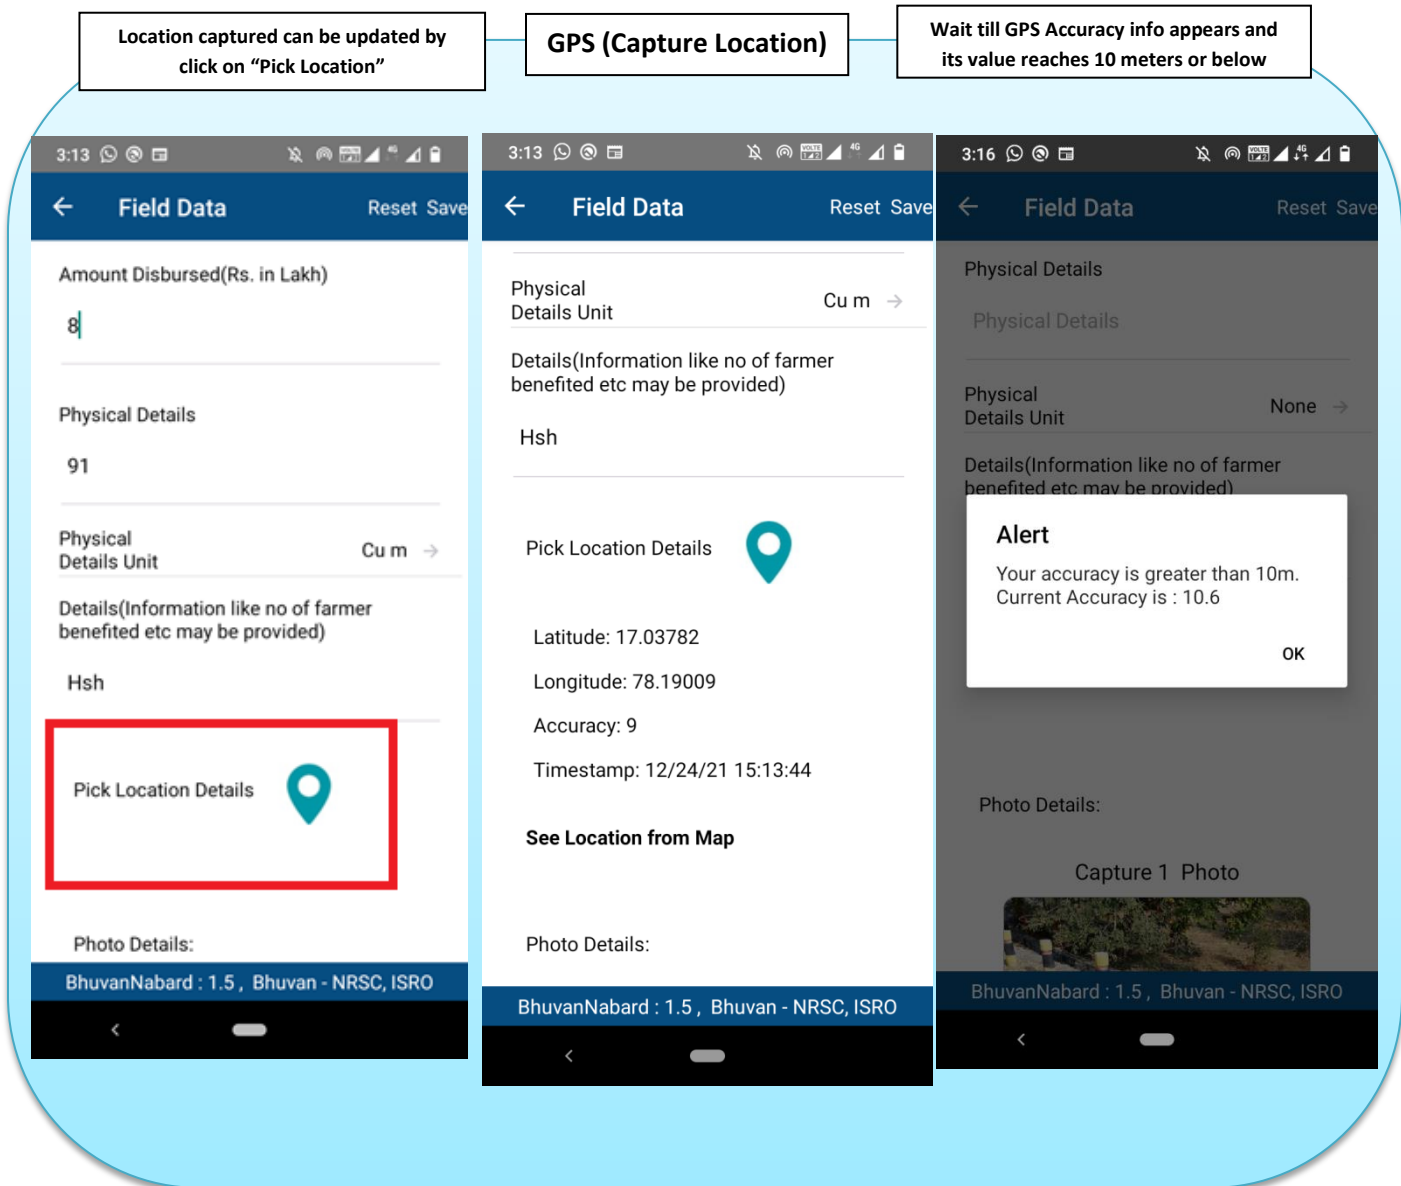 Location captured can be updated by
click on “Pick Location”
GPS (Capture Location)
Wait till GPS Accuracy info appears and
its value reaches 10 meters or below
3:13
4G
Field Data
Reset Save
Amount Disbursed(Rs. in Lakh)
8
Physical Details
91
Physical
Details Unit
Cu m
Details(Information like no of farmer
benefited etc may be provided)
Hsh
Pick Location Details
Photo Details:
BhuvanNabard : 1.5 , Bhuvan - NRSC, ISRO
3:13
4G
Field Data
Reset Save
Physical
Details Unit
Cu m
Details(Information like no of farmer
benefited etc may be provided)
Hsh
Pick Location Details
Latitude: 17.03782
Longitude: 78.19009
Accuracy: 9
Timestamp: 12/24/21 15:13:44
See Location from Map
Photo Details:
BhuvanNabard : 1.5 , Bhuvan - NRSC, ISRO
3:16
4G
Field Data
Reset Save
Physical Details
Physical Details
Physical
Details Unit
None
Details(Information like no of farmer
benefited etc may be provided)
Alert
Your accuracy is greater than 10m.
Current Accuracy is : 10.6
OK
Photo Details:
Capture 1 Photo
BhuvanNabard : 1.5 , Bhuvan - NRSC, ISRO